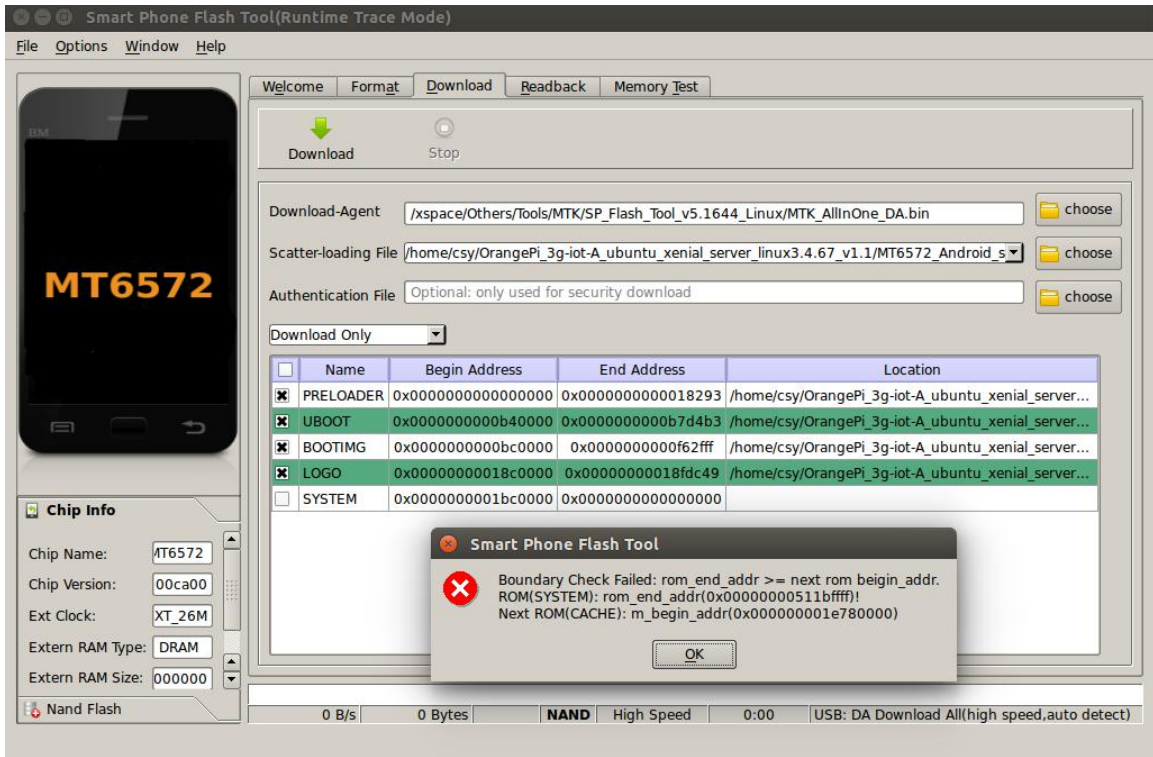 Smart Phone Flash Tool(Runtime Trace Mode)
File Options Window Help
Welcome Format Download Readback Memory Test
BM
Download Stop
Download-Agent /xspace/Others/Tools/MTK/SP_Flash_Tool_v5.1644_Linux/MTK_AllInOne_DA.bin choose
Scatter-loading File /home/csy/OrangePi_3g-iot-A_ubuntu_xenial_server_linux3.4.67_v1.1/MT6572_Android_s choose
MT6572
Authentication File Optional: only used for security download choose
Download Only
Name Begin Address End Address Location
PRELOADER 0x0000000000000000 0x0000000000018293 /home/csy/OrangePi_3g-iot-A_ubuntu_xenial_server...
UBOOT 0x0000000000b40000 0x0000000000b7d4b3 /home/csy/OrangePi_3g-iot-A_ubuntu_xenial_server...
BOOTIMG 0x0000000000bc0000 0x0000000000f62fff /home/csy/OrangePi_3g-iot-A_ubuntu_xenial_server...
LOGO 0x00000000018c0000 0x00000000018fdc49 /home/csy/OrangePi_3g-iot-A_ubuntu_xenial_server...
SYSTEM 0x0000000001bc0000 0x0000000000000000
Chip Info
Chip Name: MT6572
Chip Version: 00ca00
Ext Clock: XT_26M
Extern RAM Type: DRAM
Extern RAM Size: 000000
Nand Flash
Smart Phone Flash Tool
Boundary Check Failed: rom_end_addr >= next rom beigin_addr.
ROM(SYSTEM): rom_end_addr(0x00000000511bffff)!
Next ROM(CACHE): m_begin_addr(0x000000001e780000)
OK
0 B/s 0 Bytes NAND High Speed 0:00 USB: DA Download All(high speed,auto detect)